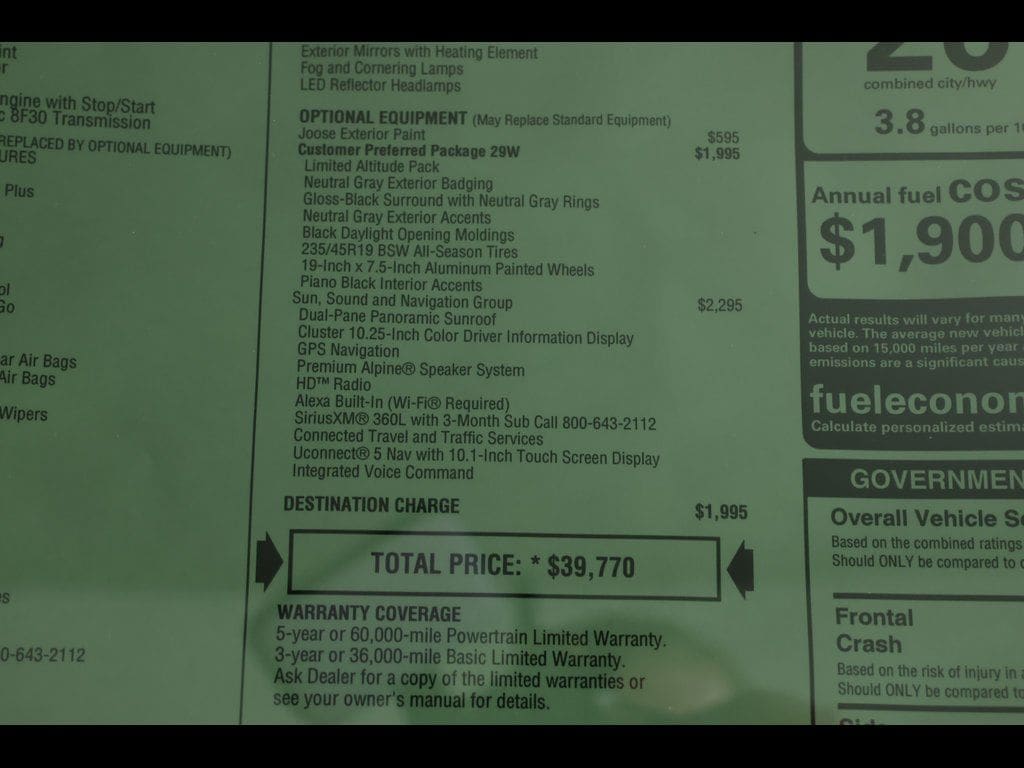 int
r
ngine with Stop/Start
c 8F30 Transmission
REPLACED BY OPTIONAL EQUIPMENT)
URES
Plus
g
ol
Go
ar Air Bags
Air Bags
Wipers
es
0-643-2112
Exterior Mirrors with Heating Element
Fog and Cornering Lamps
LED Reflector Headlamps
OPTIONAL EQUIPMENT (May Replace Standard Equipment)
Joose Exterior Paint $595
Customer Preferred Package 29W $1,995
Limited Altitude Pack
Neutral Gray Exterior Badging
Gloss-Black Surround with Neutral Gray Rings
Neutral Gray Exterior Accents
Black Daylight Opening Moldings
235/45R19 BSW All-Season Tires
19-Inch x 7.5-Inch Aluminum Painted Wheels
Piano Black Interior Accents
Sun, Sound and Navigation Group $2,295
Dual-Pane Panoramic Sunroof
Cluster 10.25-Inch Color Driver Information Display
GPS Navigation
Premium Alpine® Speaker System
HD™ Radio
Alexa Built-In (Wi-Fi® Required)
SiriusXM® 360L with 3-Month Sub Call 800-643-2112
Connected Travel and Traffic Services
Uconnect® 5 Nav with 10.1-Inch Touch Screen Display
Integrated Voice Command
DESTINATION CHARGE $1,995
TOTAL PRICE: * $39,770
WARRANTY COVERAGE
5-year or 60,000-mile Powertrain Limited Warranty.
3-year or 36,000-mile Basic Limited Warranty.
Ask Dealer for a copy of the limited warranties or
see your owner's manual for details.
combined city/hwy
3.8 gallons per 1
Annual fuel COS
$1,900
Actual results will vary for many
vehicle. The average new vehicl
based on 15,000 miles per year
emissions are a significant caus
fueleconon
Calculate personalized estima
GOVERNMEN
Overall Vehicle Sc
Based on the combined ratings
Should ONLY be compared to o
Frontal
Crash
Based on the risk of injury in a
Should ONLY be compared to